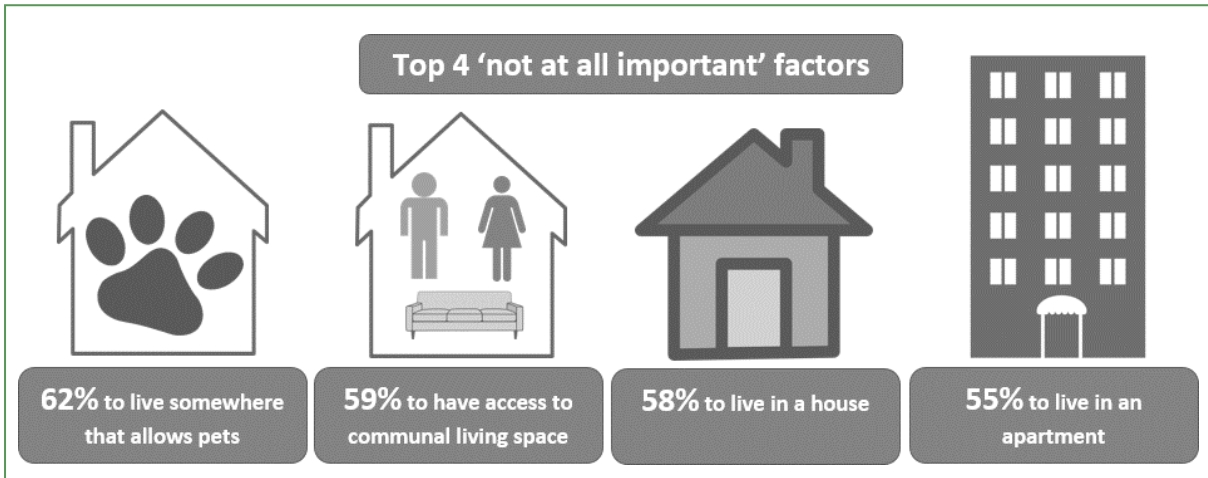 Top 4 ‘not at all important’ factors
62% to live somewhere
that allows pets
59% to have access to
communal living space
58% to live in a house
55% to live in an
apartment